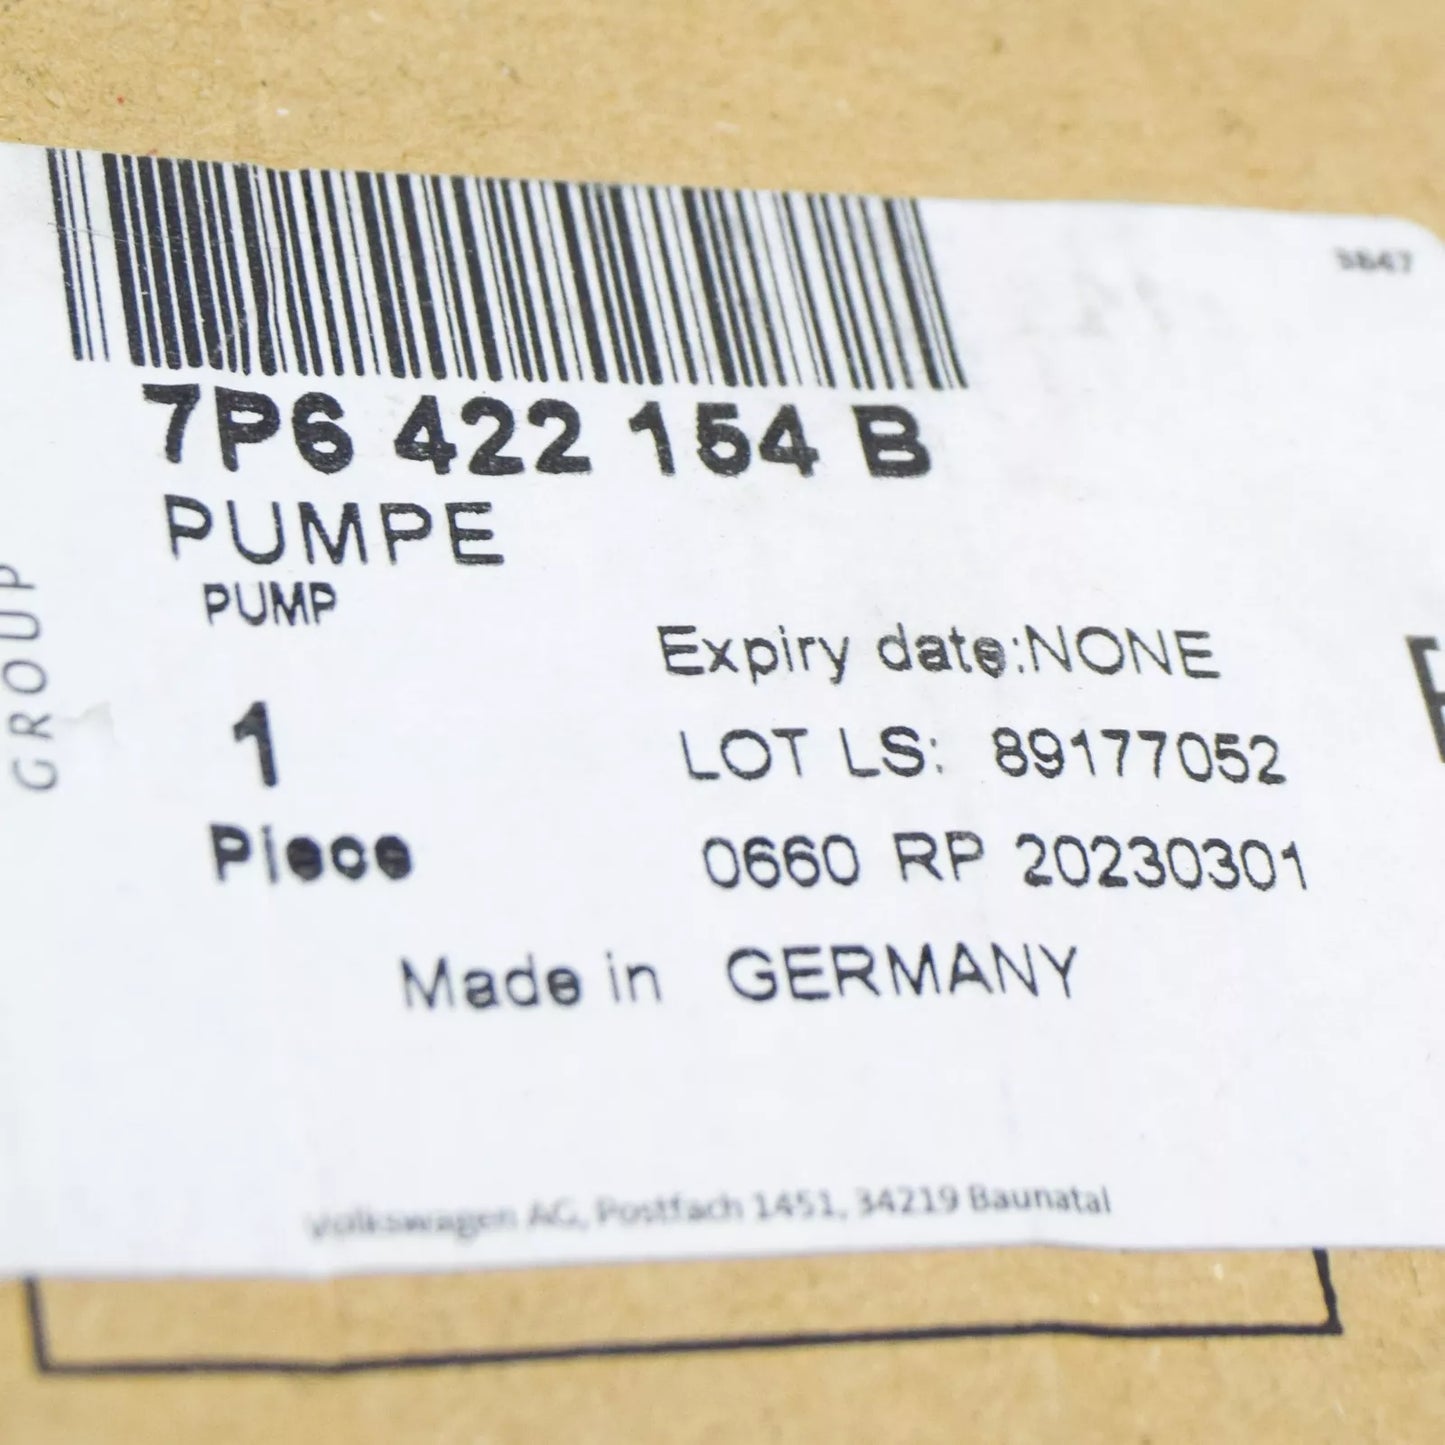 3847
7P6 422 154 B
PUMPE
PUMP
GROUP
Expiry date:NONE
1
LOT LS: 89177052
Piece
0660 RP 20230301
Made in GERMANY
Volkswagen AG, Postfach 1451, 34219 Baunatal